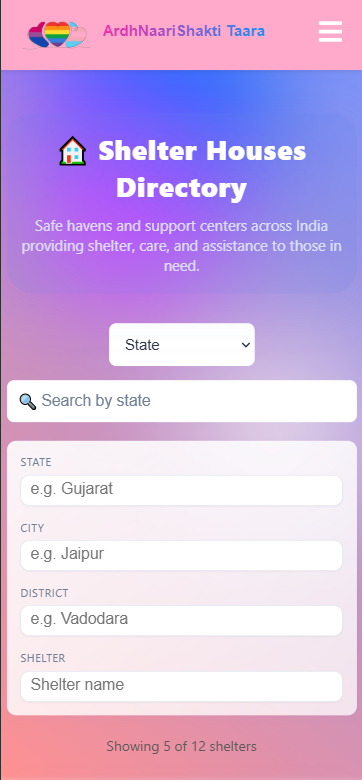 ArdhNaariShakti Taara
🏠 Shelter Houses
Directory
Safe havens and support centers across India
providing shelter, care, and assistance to those in
need.
State
🔍 Search by state
STATE
e.g. Gujarat
CITY
e.g. Jaipur
DISTRICT
e.g. Vadodara
SHELTER
Shelter name
Showing 5 of 12 shelters